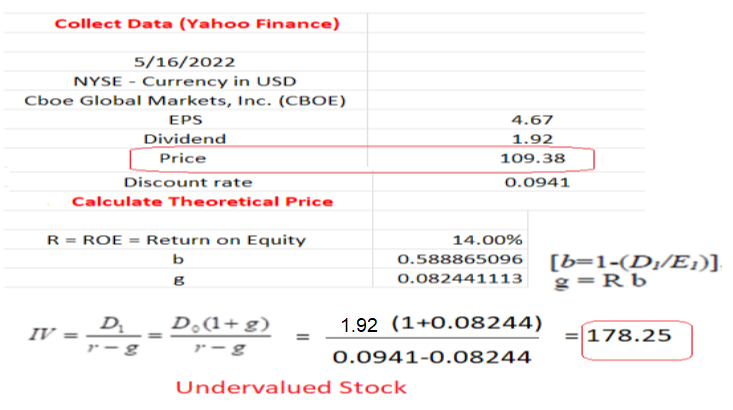 Collect Data (Yahoo Finance)
5/16/2022
NYSE - Currency in USD
Cboe Global Markets, Inc. (CBOE)
EPS 4.67
Dividend 1.92
Price 109.38
Discount rate 0.0941
Calculate Theoretical Price
R = ROE = Return on Equity 14.00%
b 0.588865096 [b=1-(D₁/E₁)].
g 0.082441113 g = R b
IV = D₁ / r - g = D₀(1 + g) / r - g = 1.92 (1+0.08244) / 0.0941-0.08244 = 178.25
Undervalued Stock